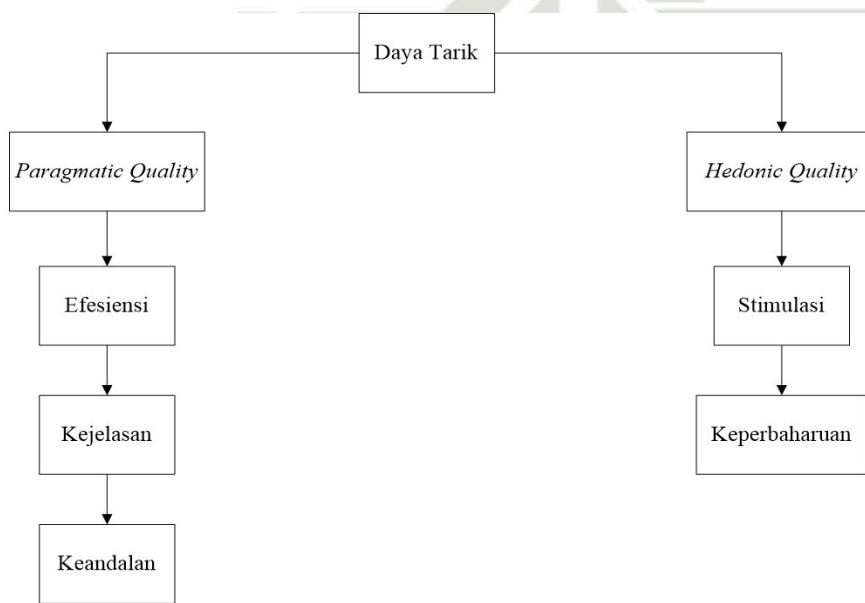 Daya Tarik
Paragmatic Quality
Hedonic Quality
Efesiensi
Stimulasi
Kejelasan
Keperbaharuan
Keandalan